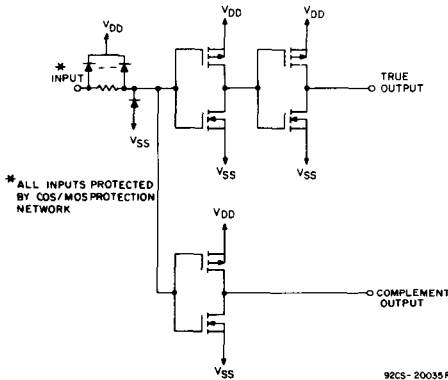 VDD
VDD
VDD
*
INPUT
TRUE
OUTPUT
VSS
VSS
VSS
* ALL INPUTS PROTECTED
BY COS/MOS PROTECTION
NETWORK
VDD
COMPLEMENT
OUTPUT
VSS
92CS-20035R